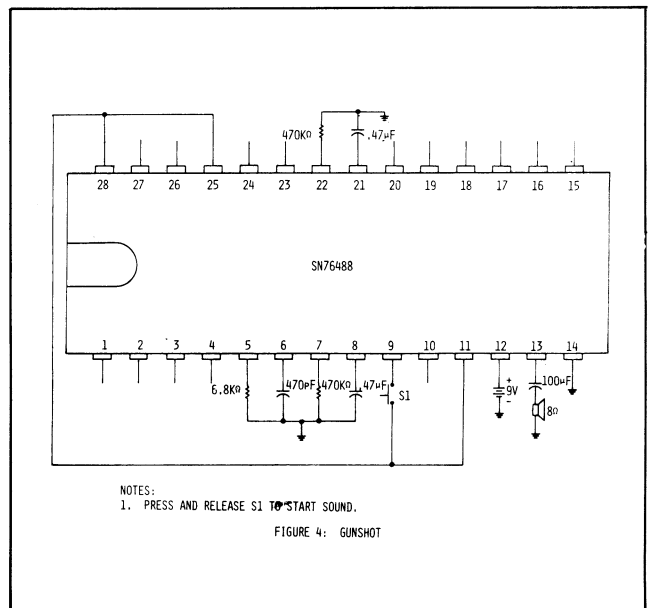 470KΩ .47µF
28 27 26 25 24 23 22 21 20 19 18 17 16 15
SN76488
1 2 3 4 5 6 7 8 9 10 11 12 13 14
6.8KΩ 470pF 470KΩ .47µF S1 + 9V - 100µF 8Ω
NOTES:
1. PRESS AND RELEASE S1 TO START SOUND.
FIGURE 4: GUNSHOT